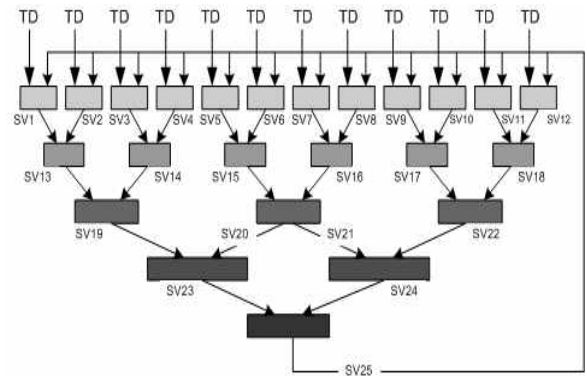 TD TD TD TD TD TD TD TD TD TD TD TD
SV1 SV2 SV3 SV4 SV5 SV6 SV7 SV8 SV9 SV10 SV11 SV12
SV13 SV14 SV15 SV16 SV17 SV18
SV19 SV20 SV21 SV22
SV23 SV24
SV25